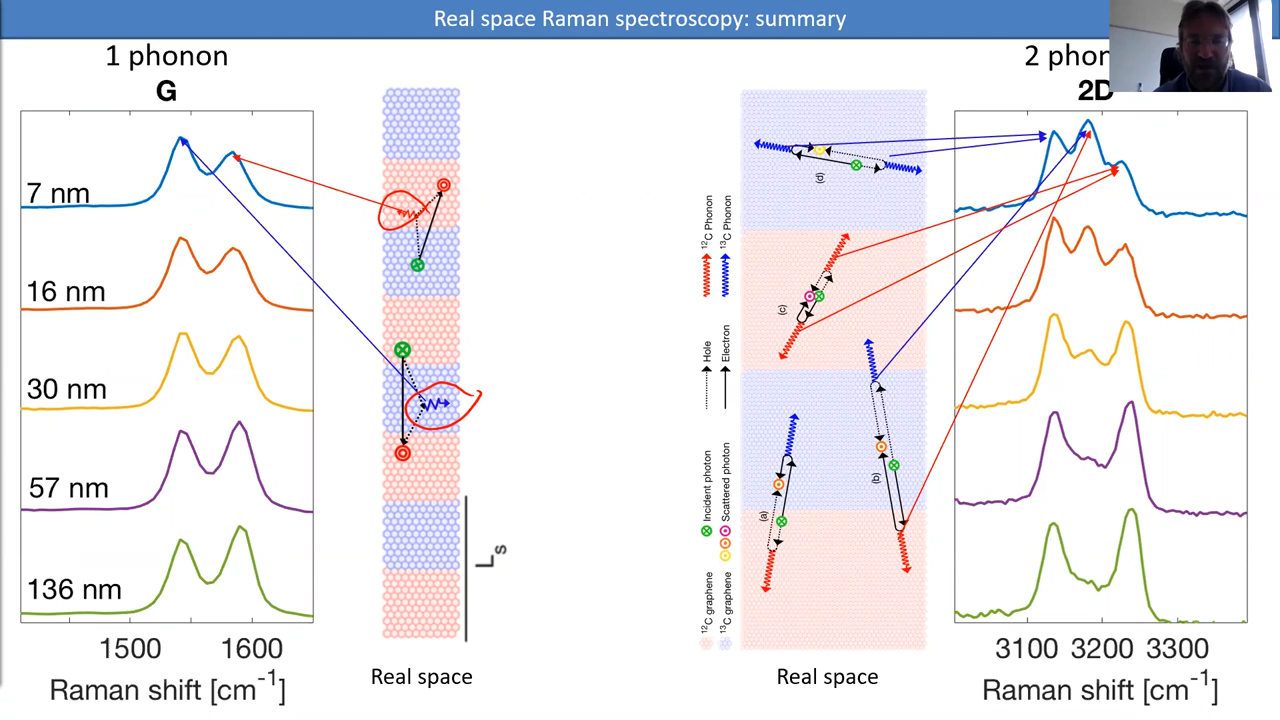 Real space Raman spectroscopy: summary
1 phonon
G
7 nm
16 nm
30 nm
57 nm
136 nm
1500 1600
Raman shift [cm-1]
Ls
Real space
12C graphene
13C graphene
Incident photon
Scattered photon
Hole
Electron
12C Phonon
13C Phonon
(d)
(c)
(b)
(a)
Real space
2 phon
2D
3100 3200 3300
Raman shift [cm-1]